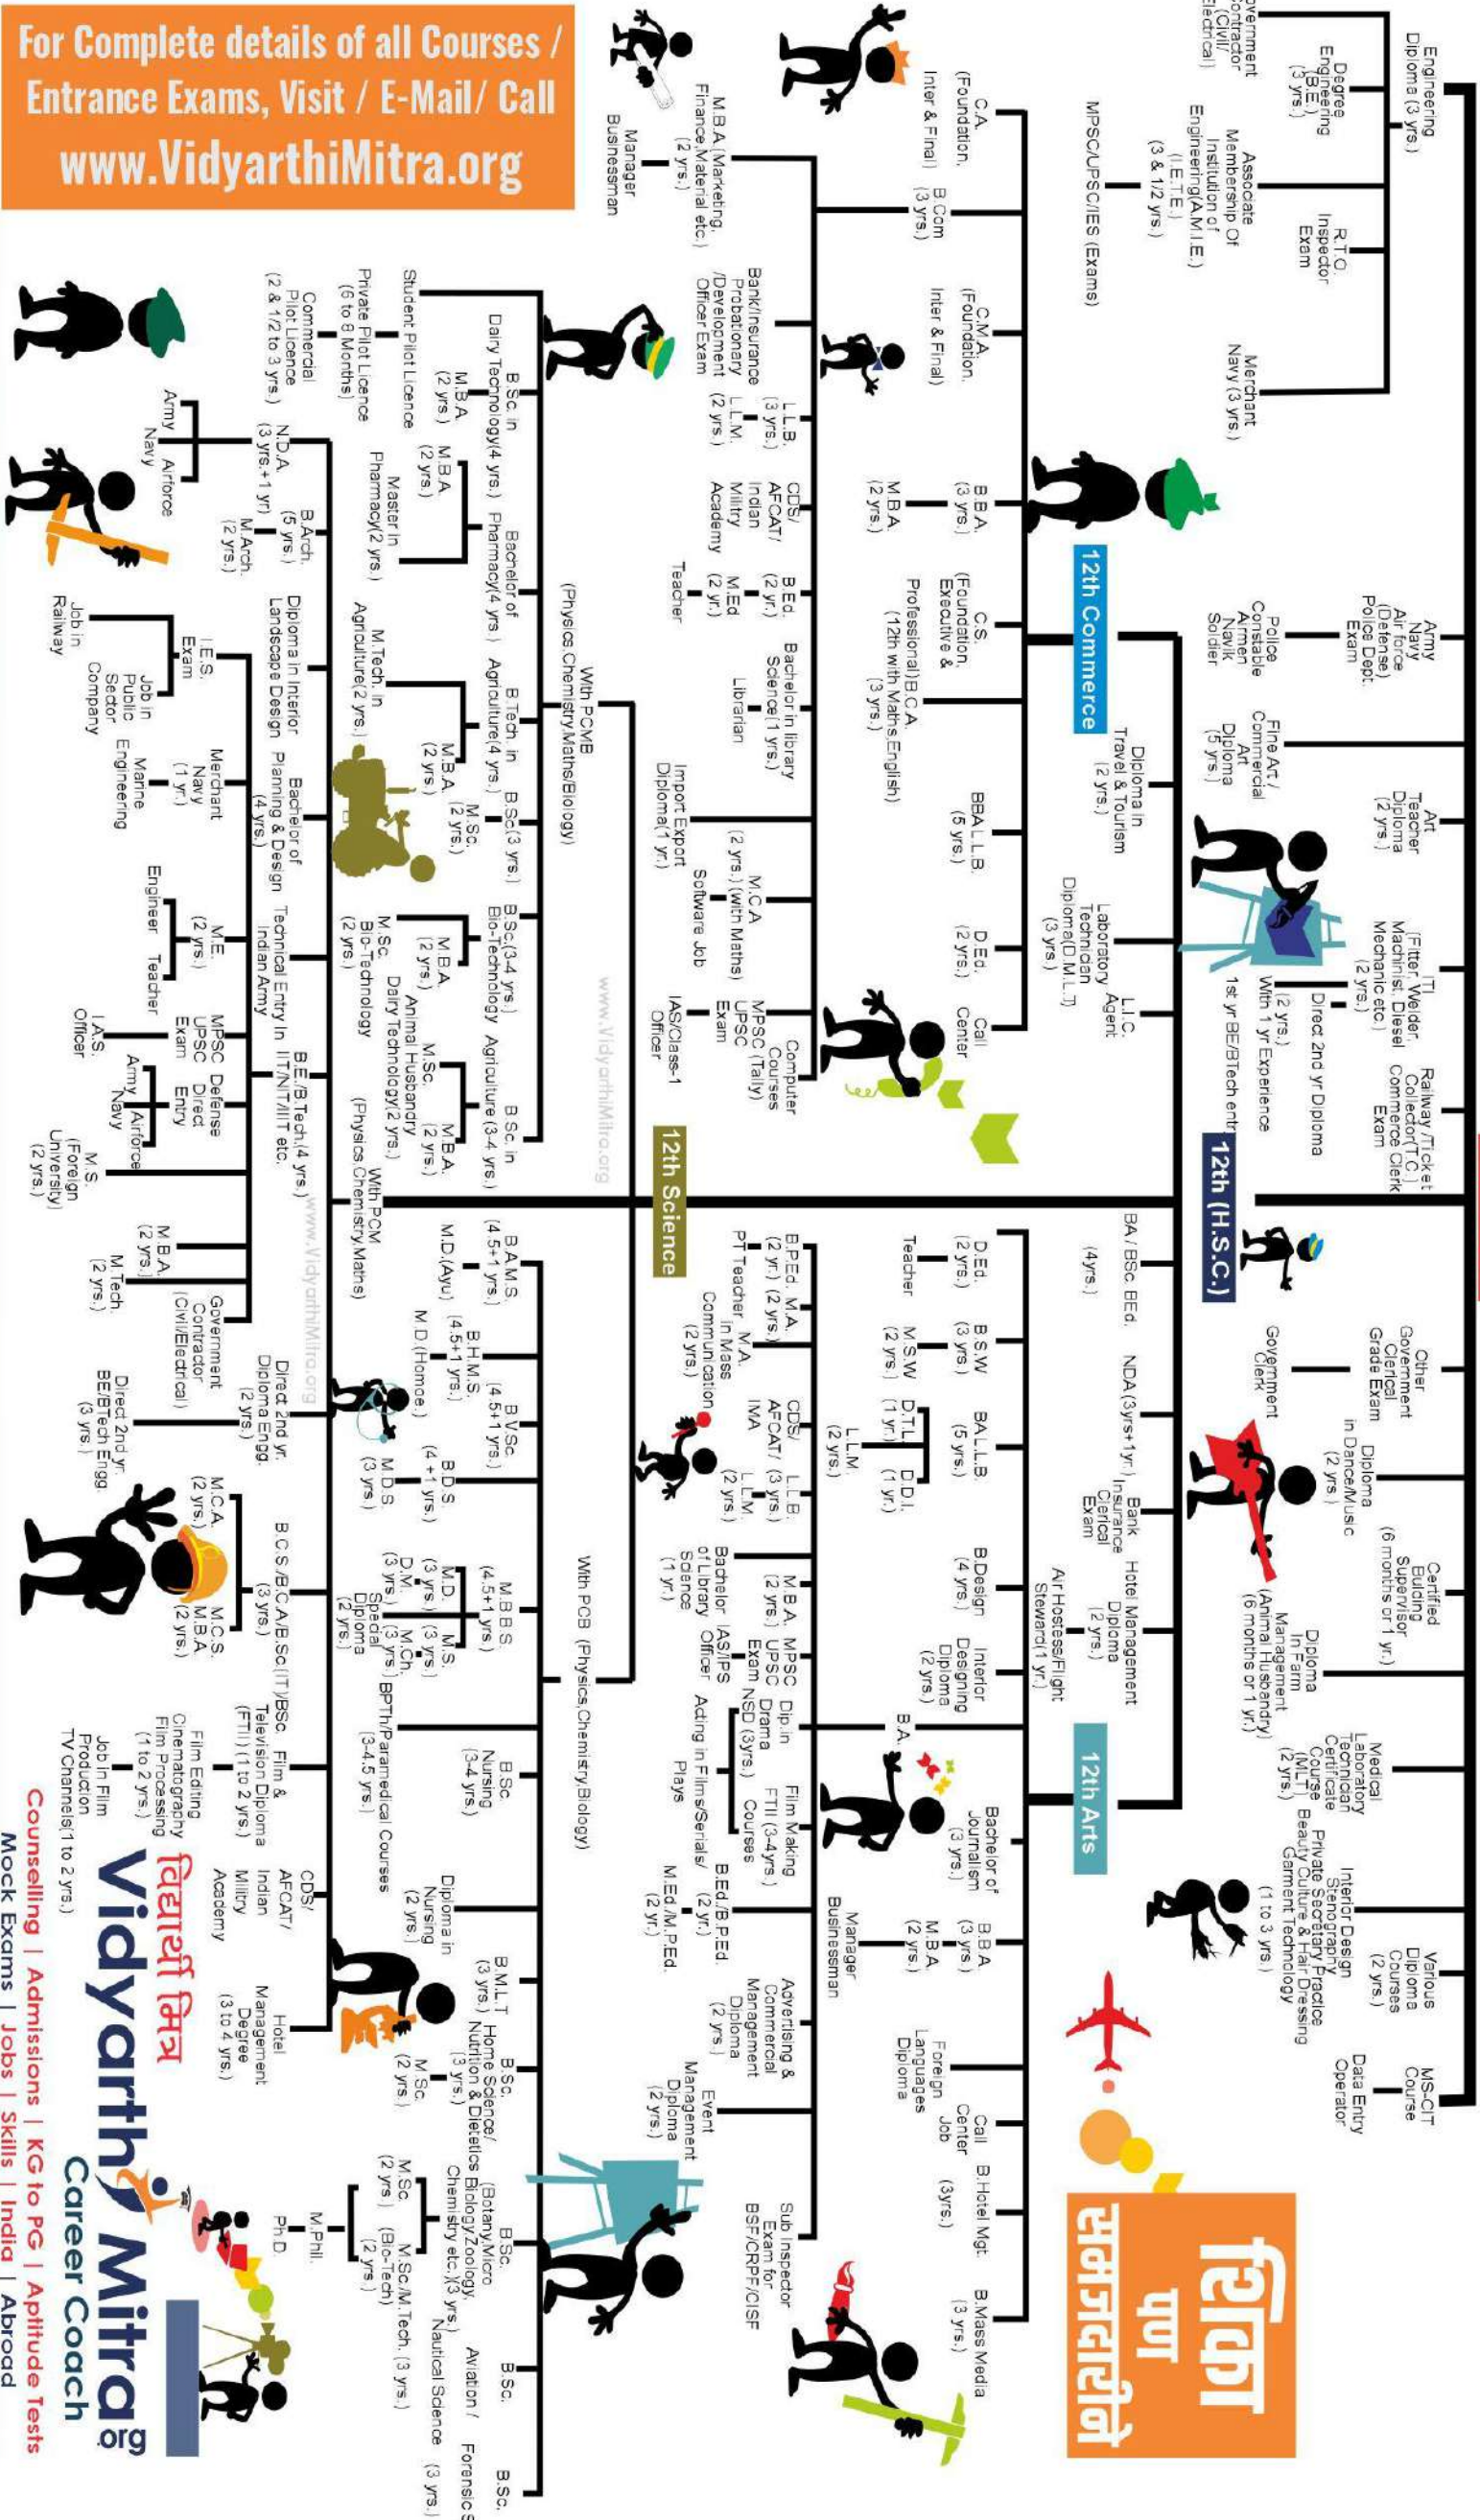 Engineering
Diploma (3 yrs.)
Degree
Engineering
(B.E.)
(3 yrs.)
R.T.O.
Inspector
Exam
Associate
Membership Of
Institution of
Engineering(A.M.I.E.)
(I.E.T.E.)
(3 & 1/2 yrs.)
MPSC/UPSC/IES (Exams)
Merchant
Navy (3 yrs.)
(Civil/
Army
Navy
Air force
(Defense)
Police Dept.
Exam
Police
Constable
Airmen
Navik
Soldier
Fine Art /
Commercial
Art
Diploma
(5 yrs.)
Art
Teacher
Diploma
(2 yrs.)
ITI
(Fitter, Welder,
Machinist, Diesel
Mechanic etc.)
(2 yrs.)
Direct 2nd yr Diploma
(2 yrs.)
With 1 yr Experience
1st yr BE/BTech entr
Railway /Ticket
Collector(T.C.)
Commerce Clerk
Exam
12th (H.S.C.)
Other
Government
Clerical
Grade Exam
Government
Clerk
Diploma
in Dance/Music
(2 yrs.)
Certified
Building
Supervisor
(6 months or 1 yr.)
Diploma
In Farm
Management
(Animal Husbandry)
(6 months or 1 yr.)
Medical
Laboratory
Technician
Certificate
Course
(MLT)
(2 yrs.)
Interior Design
Stenography
Private Secretary Practice
Beauty Culture & Hair Dressing
Garment Technology
(1 to 3 yrs.)
Various
Diploma
Courses
(2 yrs.)
MS-CIT
Course
Data Entry
Operator
दिशा
12th Commerce
Diploma in
Travel & Tourism
(2 yrs.)
Laboratory
Technician
Diploma(D.M.L.T)
(3 yrs.)
L.I.C.
Agent
BA / BSc. BEd.
(4yrs.)
NDA (3yrs+1yr.)
Bank
Insurance
Clerical
Exam
Hotel Management
Diploma
(2 yrs.)
Air Hostess/Flight
Steward(1 yr.)
12th Arts
C.A.
(Foundation,
Inter & Final)
B.Com
(3 yrs.)
C.M.A.
(Foundation,
Inter & Final)
B.B.A.
(3 yrs.)
M.B.A.
(2 yrs.)
C.S.
(Foundation,
Executive &
Professional)
B.C.A.
(12th with Maths,English)
(3 yrs.)
BBA L.L.B.
(5 yrs.)
D.Ed.
(2 yrs.)
Call
Center
M.B.A.(Marketing,
Finance,Material etc.)
(2 yrs.)
Manager
Businessman
Bank/Insurance
Probationary
/Development
Officer Exam
L.L.B.
(3 yrs.)
L.L.M.
(2 yrs.)
CDS/
AFCAT/
Indian
Militry
Academy
B.Ed.
(2 yr.)
M.Ed
(2 yr.)
Teacher
Bachelor in library
Science(1 yrs.)
Librarian
Import Export
Diploma(1 yr.)
M.C.A
(2 yrs.) (with Maths)
Software Job
MPSC
UPSC
Exam
IAS/Class-1
Officer
Computer
Courses
(Tally)
D.Ed.
(2 yrs.)
Teacher
B.S.W
(3 yrs.)
M.S.W
(2 yrs.)
BA L.L.B.
(5 yrs.)
D.T.L.
(1 yr.)
D.D.I.
(1 yr.)
L.L.M.
(2 yrs.)
B.Design
(4 yrs.)
Interior
Designing
Diploma
(2 yrs.)
B.A.
Bachelor of
Journalism
(3 yrs.)
B.B.A
(3 yrs.)
M.B.A.
(2 yrs.)
Manager
Businessman
Foreign
Languages
Diploma
Call
Center
Job
B.Hotel Mgt.
(3yrs.)
B.Mass Media
(3 yrs.)
B.P.Ed.
(2 yr.)
PT Teacher
M.A.
(2 yrs.)
M.A.
in Mass
Communication
(2 yrs.)
CDS/
AFCAT/
IMA
L.L.B.
(3 yrs.)
L.L.M.
(2 yrs.)
Bachelor
of Library
Science
(1 yr.)
M.B.A.
(2 yrs.)
MPSC
UPSC
Exam
IAS/IPS
Officer
Dip.in
Drama
NSD (3yrs.)
Film Making
FTII (3-4yrs.)
Courses
Acting in Films/Serials/
Plays
B.Ed./B.P.Ed.
(2 yr.)
M.Ed./M.P.Ed.
(2 yr.)
Advertising &
Commercial
Management
Diploma
(2 yrs.)
Event
Management
Diploma
(2 yrs.)
Sub Inspector
Exam for
BSF/CRPF/CISF
12th Science
www.VidyarthiMitra.org
With PCMB
(Physics,Chemistry,Maths/Biology)
With PCB (Physics,Chemistry,Biology)
Student Pilot Licence
Private Pilot Licence
(6 to 8 Months)
Commercial
Pilot Licence
(2 & 1/2 to 3 yrs.)
B.Sc. in
Dairy Technology(4 yrs.)
M.B.A.
(2 yrs.)
Bachelor of
Pharmacy(4 yrs.)
M.B.A.
(2 yrs.)
Master in
Pharmacy(2 yrs.)
B.Tech. in
Agriculture(4 yrs.)
M.Tech. in
Agriculture(2 yrs.)
M.B.A.
(2 yrs.)
B.Sc(3 yrs.)
M.Sc.
(2 yrs.)
B.Sc.(3-4 yrs.)
Bio-Technology
M.Sc.
Bio-Technology
(2 yrs.)
M.B.A.
(2 yrs.)
B.Sc. in
Agriculture (3-4 yrs.)
M.Sc.
Animal Husbandry
Dairy Technology(2 yrs.)
M.B.A.
(2 yrs.)
B.A.M.S.
(4.5+1 yrs.)
M.D.(Ayu)
B.H.M.S.
(4.5+1 yrs.)
M.D.(Homoe.)
B.V.Sc.
(4.5+1 yrs.)
B.D.S.
(4 +1 yrs.)
M.D.S.
(3 yrs.)
M.B.B.S.
(4.5+1 yrs.)
M.D.
(3 yrs.)
M.S.
(3 yrs.)
D.M.
(3 yrs.)
M.Ch.
(3 yrs.)
Special
Diploma
(2 yrs.)
BPTh/Paramedical Courses
(3-4.5 yrs.)
B.Sc.
Nursing
(3-4 yrs.)
Diploma in
Nursing
(2 yrs.)
B.M.L.T
(3 yrs.)
B.Sc.
Home Science/
Nutrition & Dietetics
(3 yrs.)
M.Sc.
(2 yrs.)
B.Sc.
(Botany,Micro
Biology,Zoology,
Chemistry etc.)(3 yrs.)
M.Sc.
(2 yrs.)
M.Sc./M.Tech. (3 yrs.)
(Bio-Tech)
(2 yrs.)
M.Phil.
Ph.D.
B.Sc.
Aviation /
Nautical Science
B.Sc.
Forensic S
(3 yrs.)
With PCM
(Physics,Chemistry,Maths)
www.VidyarthiMitra.org
N.D.A.
(3 yrs.+1 yr)
Army
Navy
Airforce
B.Arch.
(5 yrs.)
M.Arch.
(2 yrs.)
Diploma in Interior
Landscape Design
Bachelor of
Planning & Design
(4 yrs.)
Technical Entry In
Indian Army
B.E./B.Tech.(4 yrs.)
IIT/NIT/IIIT etc.
Direct 2nd yr.
Diploma Engg.
(2 yrs.)
Direct 2nd yr.
BE/BTech Engg.
(3 yrs.)
B.C.S./B.C.A/B.Sc.(IT)/BSc.
(3 yrs.)
M.C.A.
(2 yrs.)
M.C.S.
M.B.A.
(2 yrs.)
Film &
Television Diploma
(FTII) (1 to 2 yrs.)
Film Editing
Cinematography
Film Processing
(1 to 2 yrs.)
Job in Film
Production
TV Channels(1 to 2 yrs.)
CDS/
AFCAT/
Indian
Militry
Academy
Hotel
Management
Degree
(3 to 4 yrs.)
I.E.S.
Exam
Job in
Railway
Job in
Public
Sector
Company
Merchant
Navy
(1 yr.)
Marine
Engineering
M.E.
(2 yrs.)
Engineer
Teacher
MPSC
UPSC
Exam
I.A.S.
Officer
Defense
Direct
Entry
Army
Navy
Airforce
M.S.
(Foreign
University)
(2 yrs.)
M.B.A.
(2 yrs.)
M.Tech.
(2 yrs.)
Government
Contractor
(Civil/Electrical)
For Complete details of all Courses /
Entrance Exams, Visit / E-Mail/ Call
www.VidyarthiMitra.org
विद्यार्थी मित्र
Vidyarthi Mitra.org
Career Coach
Counselling | Admissions | KG to PG | Aptitude Tests
Mock Exams | Jobs | Skills | India | Abroad